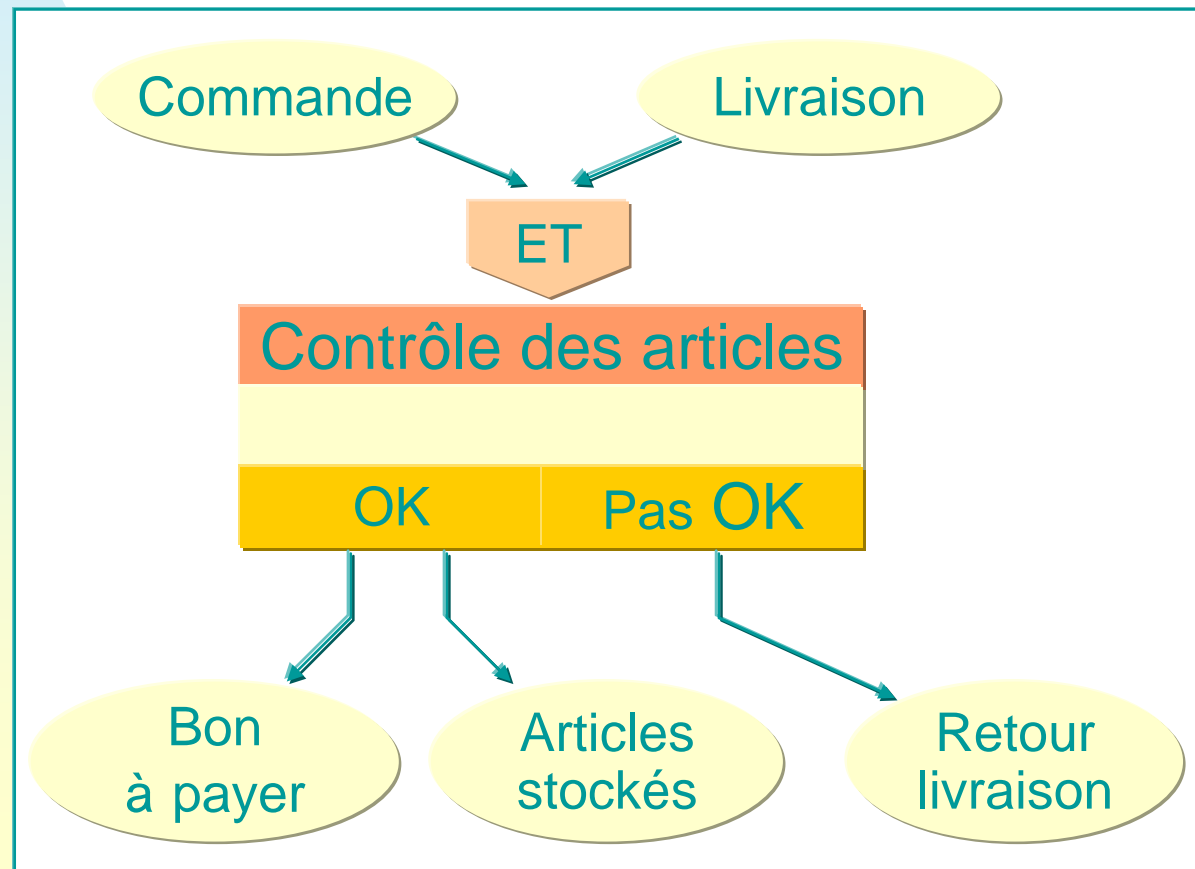 Commande
Livraison
ET
Contrôle des articles
OK
Pas OK
Bon
à payer
Articles
stockés
Retour
livraison